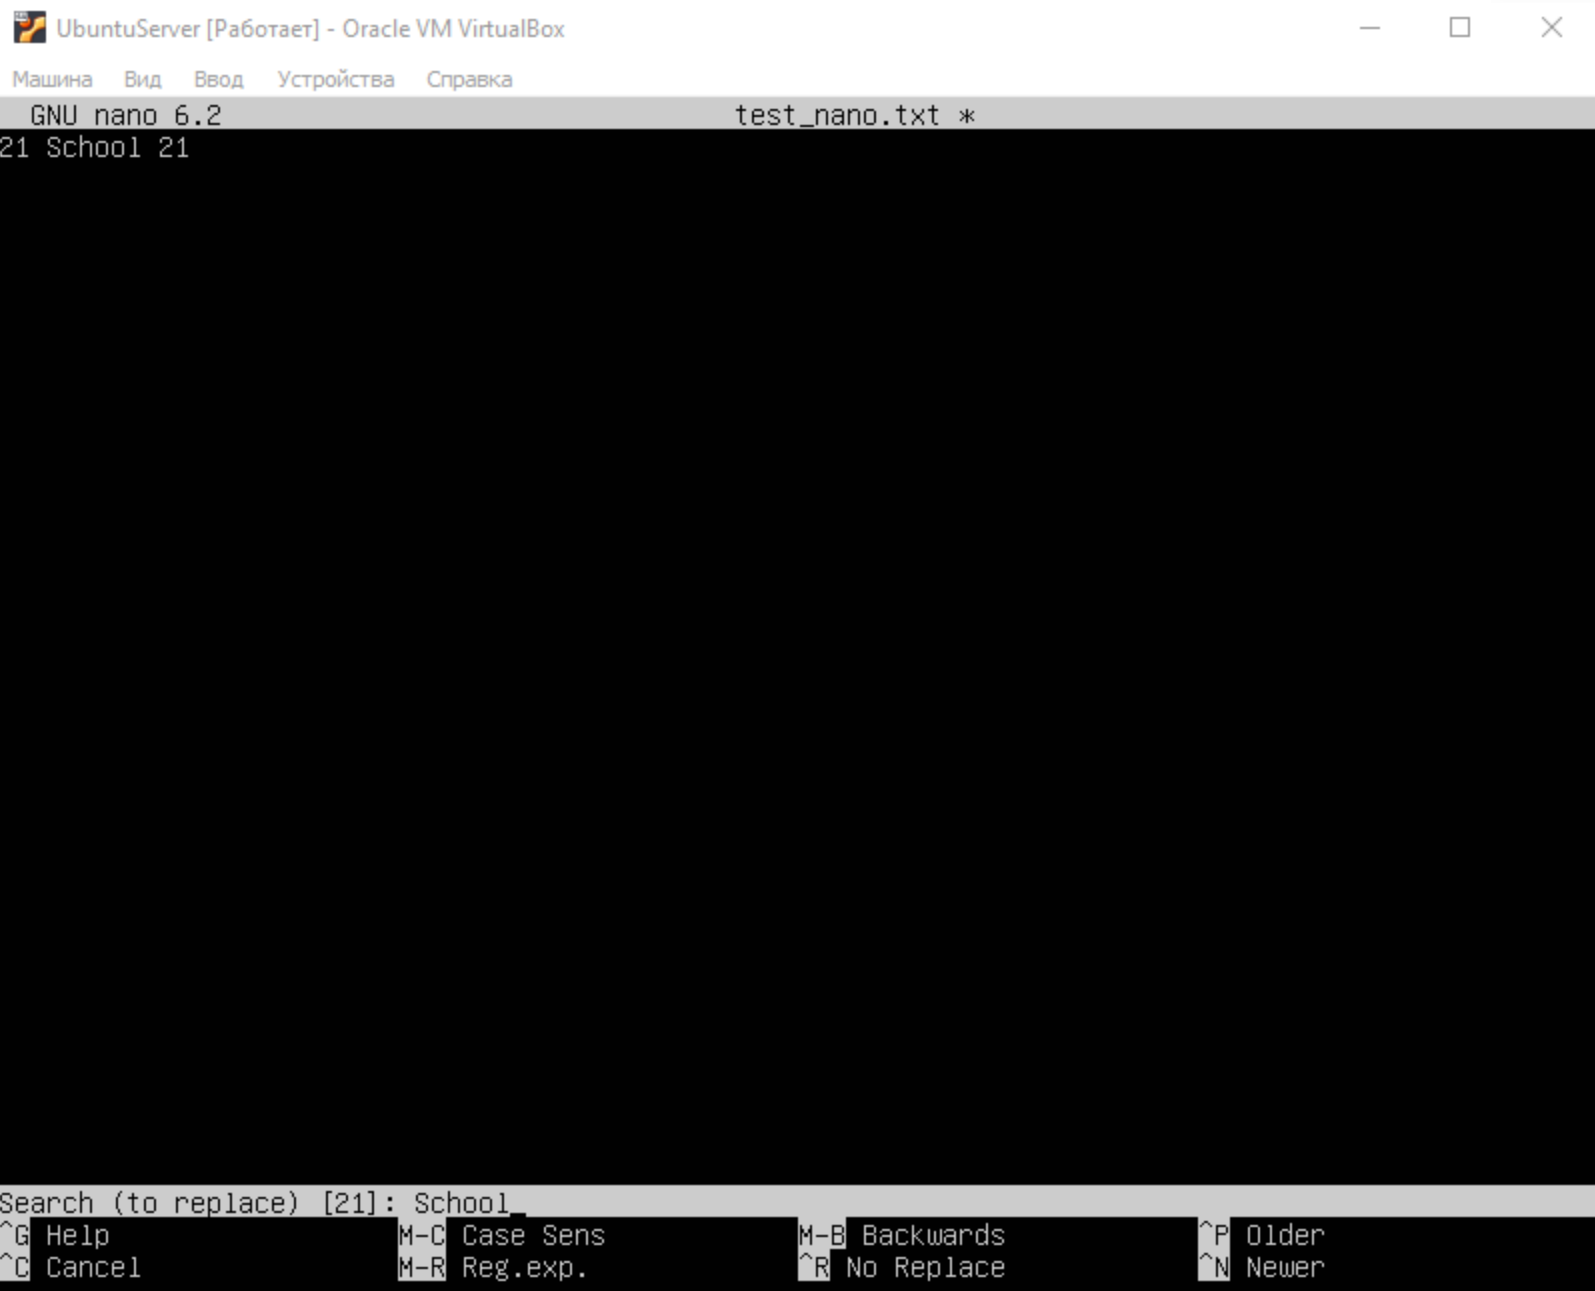 UbuntuServer [Работает] - Oracle VM VirtualBox
Машина Вид Ввод Устройства Справка
GNU nano 6.2 test_nano.txt *
21 School 21
Search (to replace) [21]: School_
^G Help M-C Case Sens M-B Backwards ^P Older
^C Cancel M-R Reg.exp. ^R No Replace ^N Newer